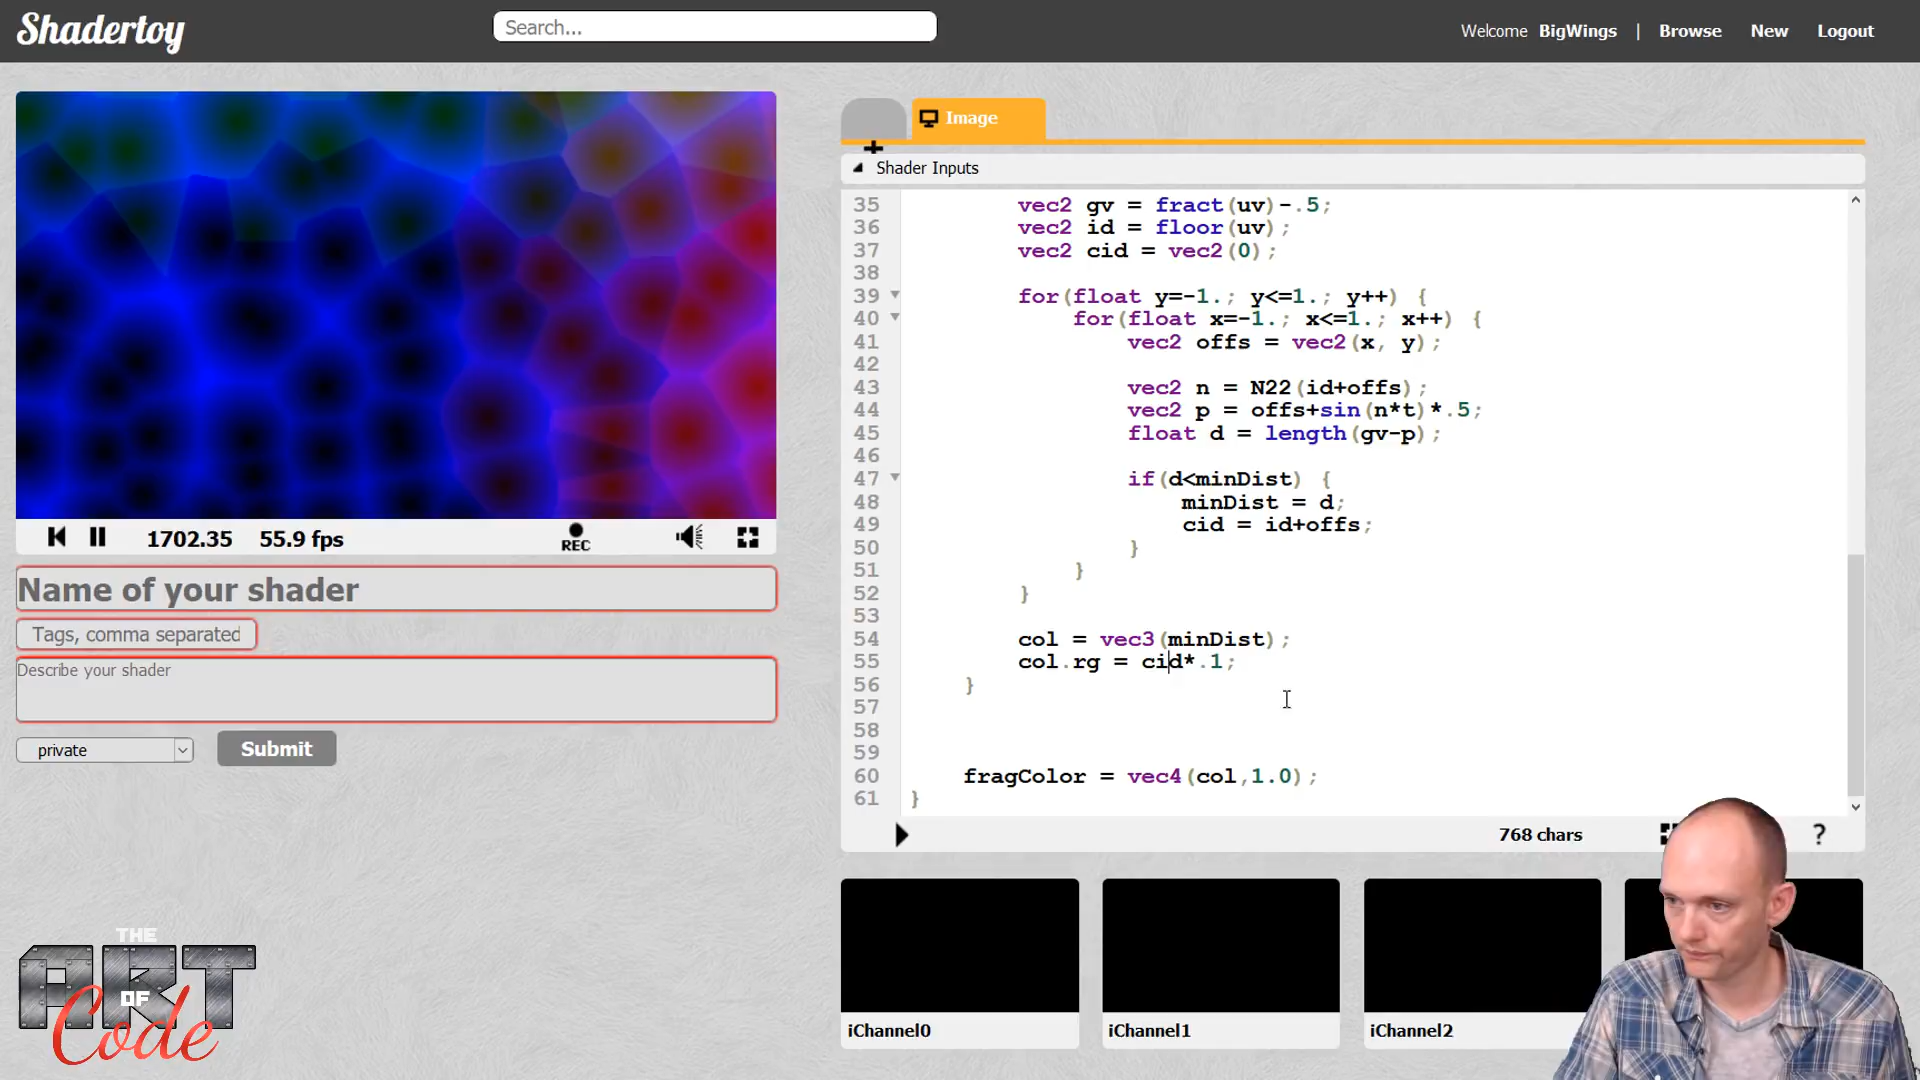 Shadertoy
Search...
Welcome BigWings | Browse New Logout
Image
Shader Inputs
35 vec2 gv = fract(uv)-.5;
36 vec2 id = floor(uv);
37 vec2 cid = vec2(0);
38
39 for(float y=-1.; y<=1.; y++) {
40 for(float x=-1.; x<=1.; x++) {
41 vec2 offs = vec2(x, y);
42
43 vec2 n = N22(id+offs);
44 vec2 p = offs+sin(n*t)*.5;
45 float d = length(gv-p);
46
47 if(d<minDist) {
48 minDist = d;
49 cid = id+offs;
50 }
51 }
52 }
53
54 col = vec3(minDist);
55 col.rg = cid*.1;
56 }
57
58
59
60 fragColor = vec4(col,1.0);
61 }
768 chars
?
1702.35 55.9 fps
REC
Name of your shader
Tags, comma separated
Describe your shader
private
Submit
iChannel0
iChannel1
iChannel2
THE
ART
OF
Code